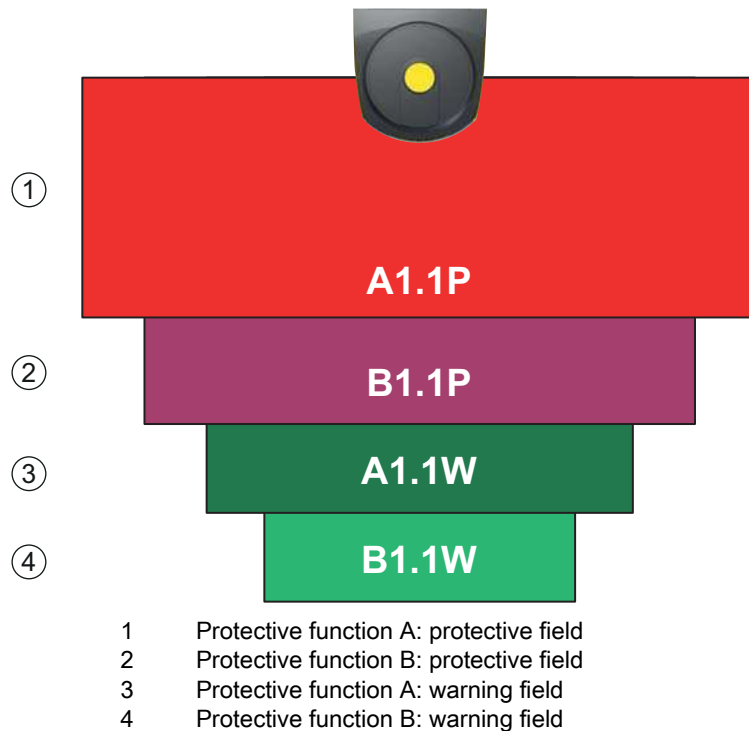 ①
A1.1P
②
B1.1P
③
A1.1W
④
B1.1W
1 Protective function A: protective field
2 Protective function B: protective field
3 Protective function A: warning field
4 Protective function B: warning field